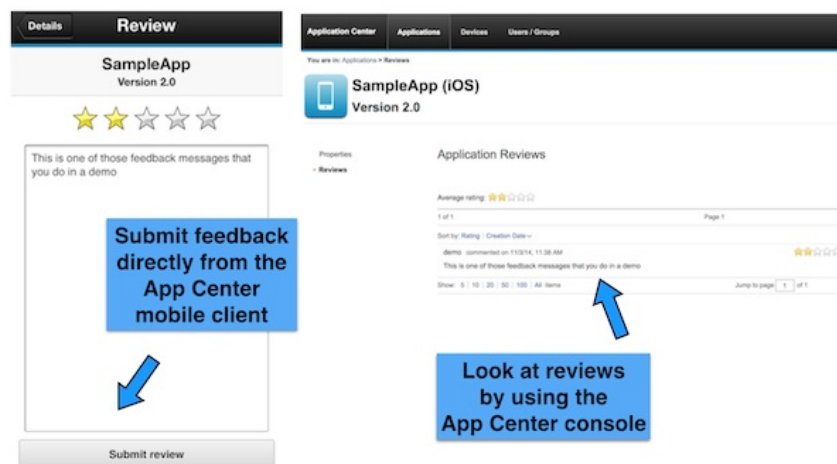 Details
Review
SampleApp
Version 2.0
This is one of those feedback messages that
you do in a demo
Submit feedback
directly from the
App Center
mobile client
Submit review
Application Center
Applications
Devices
Users / Groups
You are in: Applications > Reviews
SampleApp (iOS)
Version 2.0
Properties
Reviews
Application Reviews
Average rating:
1 of 1
Page 1
Sort by: Rating | Creation Date
demo commented on 11/3/14, 11:38 AM
This is one of those feedback messages that you do in a demo
Show: 5 | 10 | 20 | 50 | 100 | All items
Jump to page 1 of 1
Look at reviews
by using the
App Center console